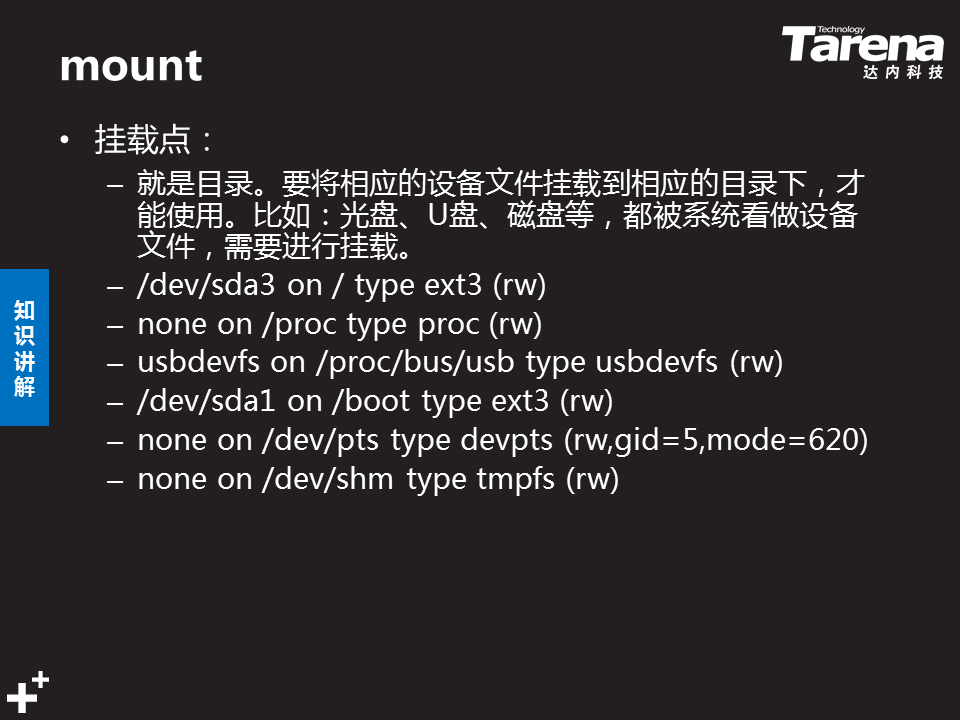 mount
Technology
Tarena
达内科技
• 挂载点：
– 就是目录。要将相应的设备文件挂载到相应的目录下，才
能使用。比如：光盘、U盘、磁盘等，都被系统看做设备
文件，需要进行挂载。
– /dev/sda3 on / type ext3 (rw)
– none on /proc type proc (rw)
– usbdevfs on /proc/bus/usb type usbdevfs (rw)
– /dev/sda1 on /boot type ext3 (rw)
– none on /dev/pts type devpts (rw,gid=5,mode=620)
– none on /dev/shm type tmpfs (rw)
知
识
讲
解